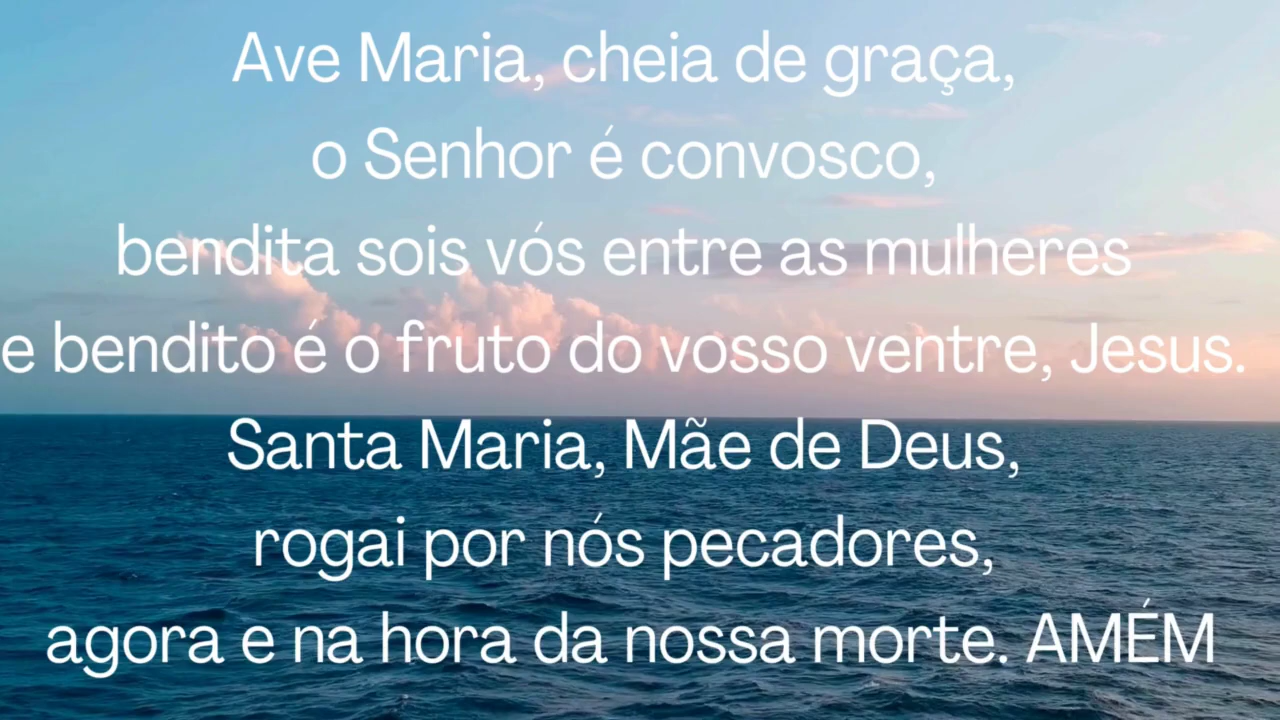 Ave Maria, cheia de graça,
o Senhor é convosco,
bendita sois vós entre as mulheres
e bendito é o fruto do vosso ventre, Jesus.
Santa Maria, Mãe de Deus,
rogai por nós pecadores,
agora e na hora da nossa morte. AMÉM